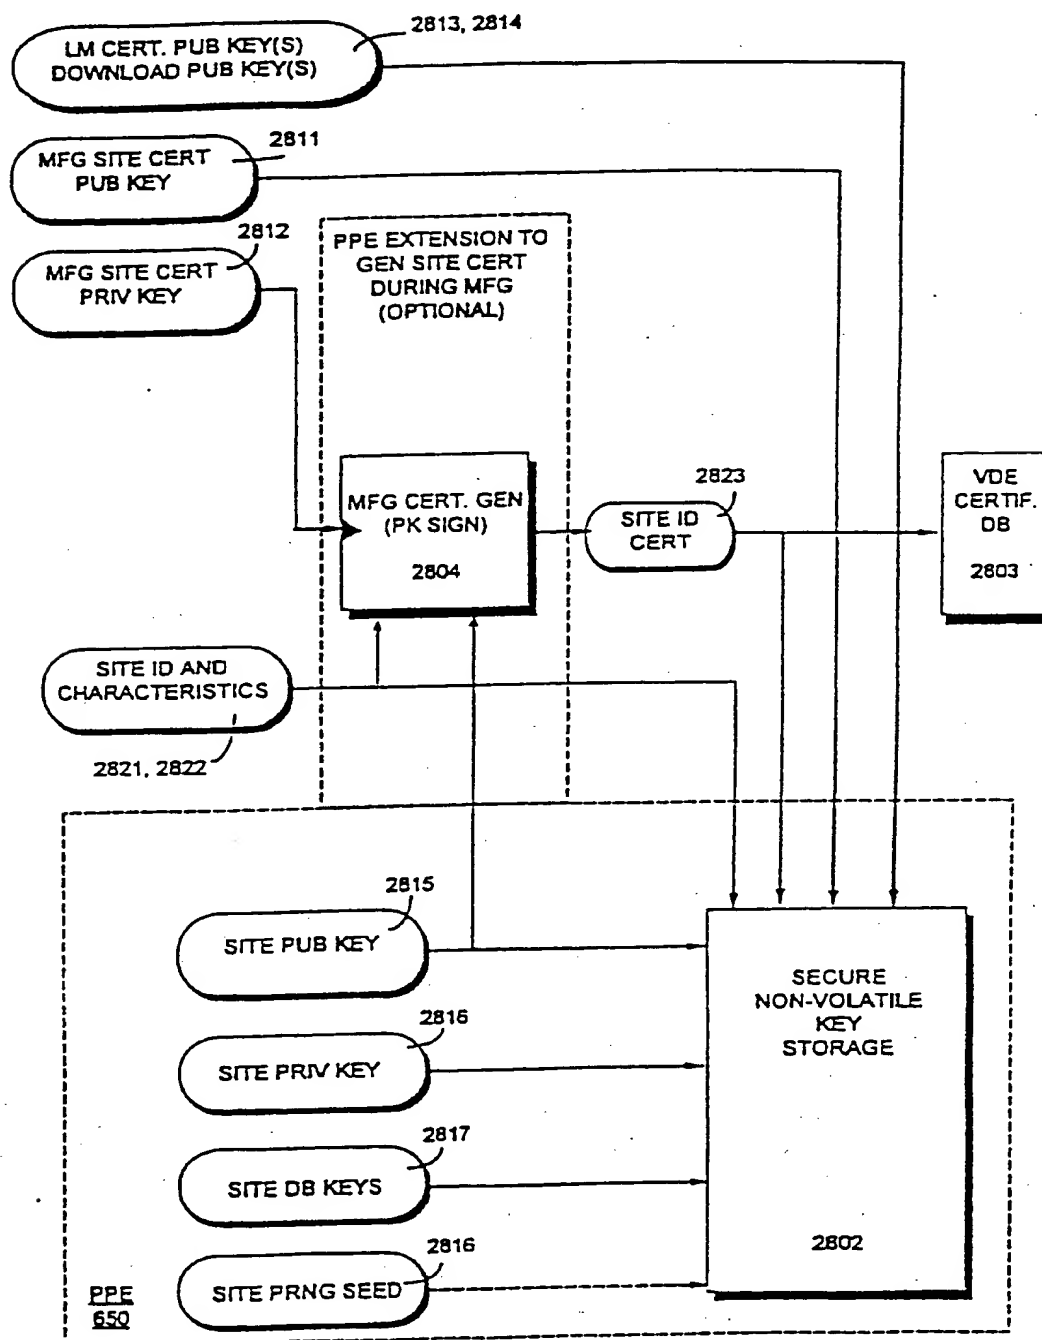 2813, 2814
LM CERT. PUB KEY(S)
DOWNLOAD PUB KEY(S)
2811
MFG SITE CERT
PUB KEY
2812
MFG SITE CERT
PRIV KEY
PPE EXTENSION TO
GEN SITE CERT
DURING MFG
(OPTIONAL)
MFG CERT. GEN
(PK SIGN)
2804
2823
SITE ID
CERT
VDE
CERTIF.
DB
2803
SITE ID AND
CHARACTERISTICS
2821, 2822
2815
SITE PUB KEY
2816
SITE PRIV KEY
2817
SITE DB KEYS
2816
SITE PRNG SEED
SECURE
NON-VOLATILE
KEY
STORAGE
2802
PPE
650